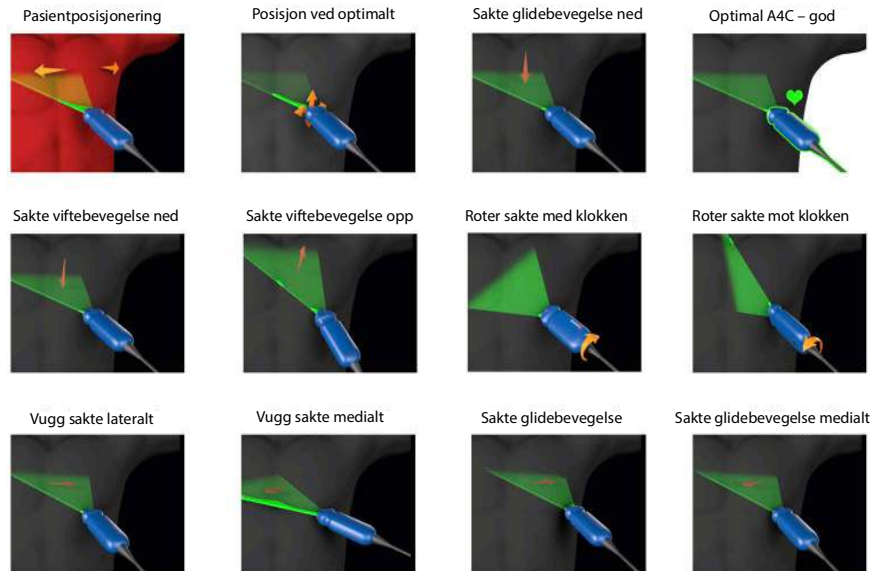 Pasientposisjonering
Posisjon ved optimalt
Sakte glidebevegelse ned
Optimal A4C – god
Sakte viftebevegelse ned
Sakte viftebevegelse opp
Roter sakte med klokken
Roter sakte mot klokken
Vugg sakte lateralt
Vugg sakte medialt
Sakte glidebevegelse
Sakte glidebevegelse medialt